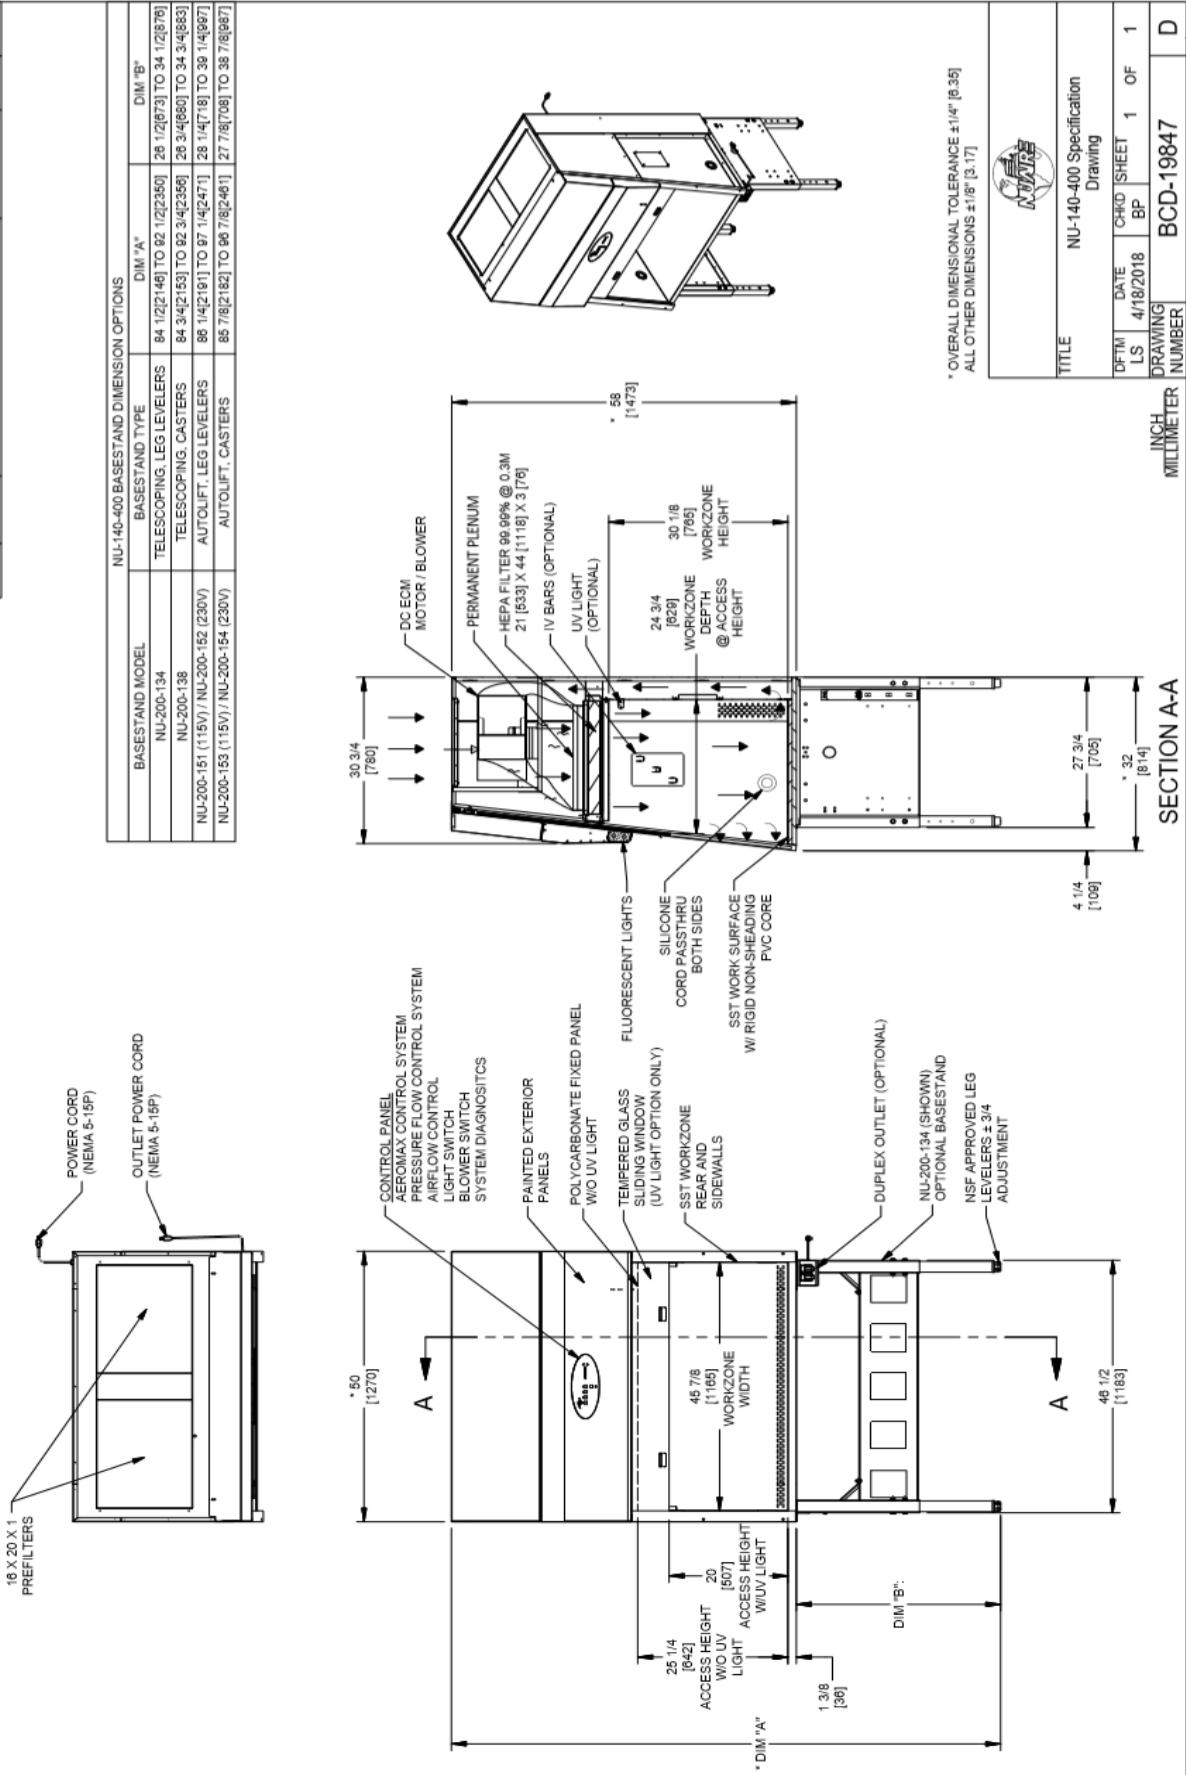 NU-140-400 BASESTAND DIMENSION OPTIONS
BASESTAND MODEL BASESTAND TYPE DIM "A" DIM "B"
NU-200-134 TELESCOPING, LEG LEVELERS 84 1/2[2146] TO 92 1/2[2350] 26 1/2[673] TO 34 1/2[876]
NU-200-138 TELESCOPING, CASTERS 84 3/4[2153] TO 92 3/4[2356] 26 3/4[680] TO 34 3/4[883]
NU-200-151 (115V) / NU-200-152 (230V) AUTOLIFT, LEG LEVELERS 86 1/4[2191] TO 97 1/4[2471] 28 1/4[718] TO 39 1/4[997]
NU-200-153 (115V) / NU-200-154 (230V) AUTOLIFT, CASTERS 85 7/8[2182] TO 96 7/8[2461] 27 7/8[708] TO 38 7/8[987]
16 X 20 X 1
PREFILTERS
POWER CORD
(NEMA 5-15P)
OUTLET POWER CORD
(NEMA 5-15P)
* 50
[1270]
A
CONTROL PANEL
AEROMAX CONTROL SYSTEM
PRESSURE FLOW CONTROL SYSTEM
AIRFLOW CONTROL
LIGHT SWITCH
BLOWER SWITCH
SYSTEM DIAGNOSITCS
PAINTED EXTERIOR
PANELS
POLYCARBONATE FIXED PANEL
W/O UV LIGHT
TEMPERED GLASS
SLIDING WINDOW
(UV LIGHT OPTION ONLY)
SST WORKZONE
REAR AND
SIDEWALLS
DUPLEX OUTLET (OPTIONAL)
NU-200-134 (SHOWN)
OPTIONAL BASESTAND
NSF APPROVED LEG
LEVELERS ± 3/4
ADJUSTMENT
45 7/8
[1165]
WORKZONE
WIDTH
20
[507]
ACCESS HEIGHT
W/UV LIGHT
25 1/4
[642]
ACCESS HEIGHT
W/O UV
LIGHT
1 3/8
[36]
DIM "B":
* DIM "A"
A
46 1/2
[1183]
30 3/4
[780]
DC ECM
MOTOR / BLOWER
PERMANENT PLENUM
HEPA FILTER 99.99% @ 0.3M
21 [533] X 44 [1118] X 3 [76]
IV BARS (OPTIONAL)
UV LIGHT
(OPTIONAL)
24 3/4
[629]
WORKZONE
DEPTH
@ ACCESS
HEIGHT
30 1/8
[765]
WORKZONE
HEIGHT
* 58
[1473]
FLUORESCENT LIGHTS
SILICONE
CORD PASSTHRU
BOTH SIDES
SST WORK SURFACE
W/ RIGID NON-SHEADING
PVC CORE
4 1/4
[109]
27 3/4
[705]
* 32
[814]
SECTION A-A
* OVERALL DIMENSIONAL TOLERANCE ±1/4" [6.35]
ALL OTHER DIMENSIONS ±1/8" [3.17]
NUAIRE
TITLE
NU-140-400 Specification
Drawing
DFTM DATE CHKD SHEET 1 OF 1
LS 4/18/2018 BP
INCH
MILLIMETER
DRAWING
NUMBER
BCD-19847 D